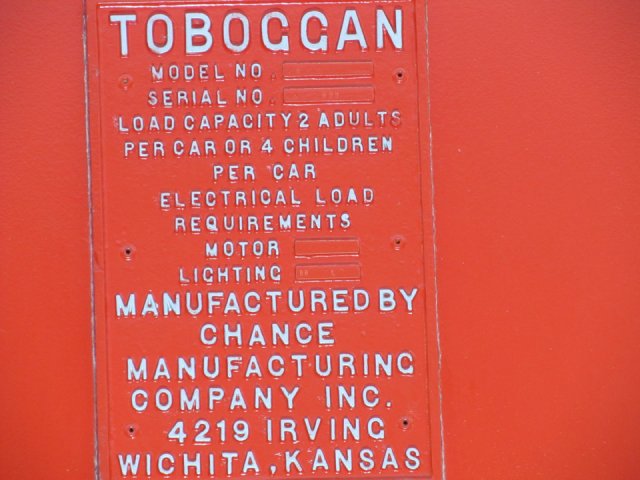 TOBOGGAN
MODEL NO.
SERIAL NO.
LOAD CAPACITY 2 ADULTS
PER CAR OR 4 CHILDREN
PER CAR
ELECTRICAL LOAD
REQUIREMENTS
MOTOR
LIGHTING
MANUFACTURED BY
CHANCE
MANUFACTURING
COMPANY INC.
4219 IRVING
WICHITA, KANSAS